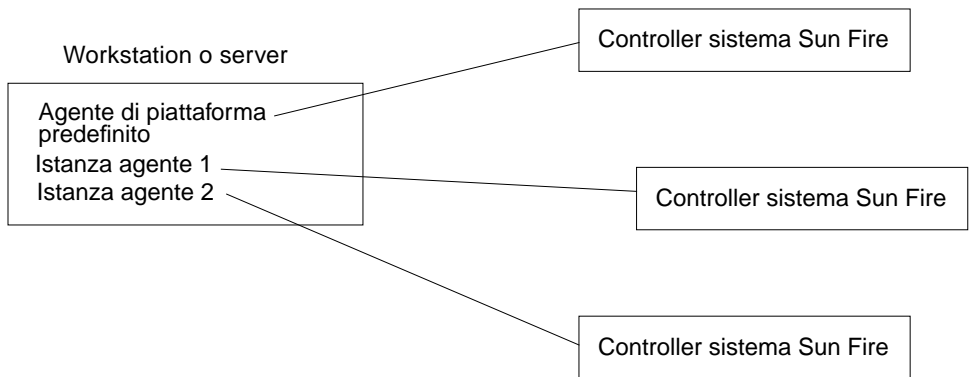 Controller sistema Sun Fire
Workstation o server
Agente di piattaforma
predefinito
Istanza agente 1
Istanza agente 2
Controller sistema Sun Fire
Controller sistema Sun Fire